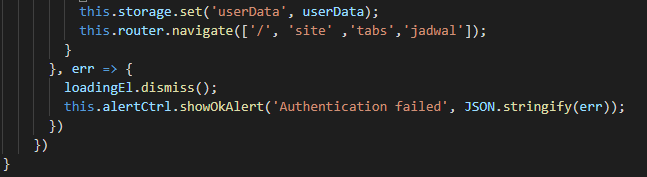 this.storage.set('userData', userData);
this.router.navigate(['/', 'site' ,'tabs','jadwal']);
}
}, err => {
loadingEl.dismiss();
this.alertCtrl.showOkAlert('Authentication failed', JSON.stringify(err));
})
})
}